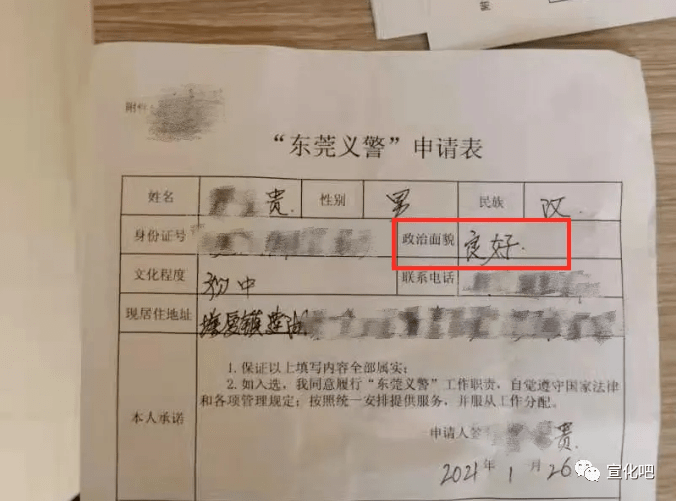 附件
“东莞义警”申请表
姓名 贵. 性别 男 民族 汉.
身份证号 政治面貌 良好.
文化程度 初中 联系电话
现居住地址 塘厦镇莲湖
1.保证以上填写内容全部属实;
2.如入选，我同意履行“东莞义警”工作职责，自觉遵守国家法律
和各项管理规定；按照统一安排提供服务，并服从工作分配。
本人承诺
申请人签 贵
2021年1月26
宣化吧